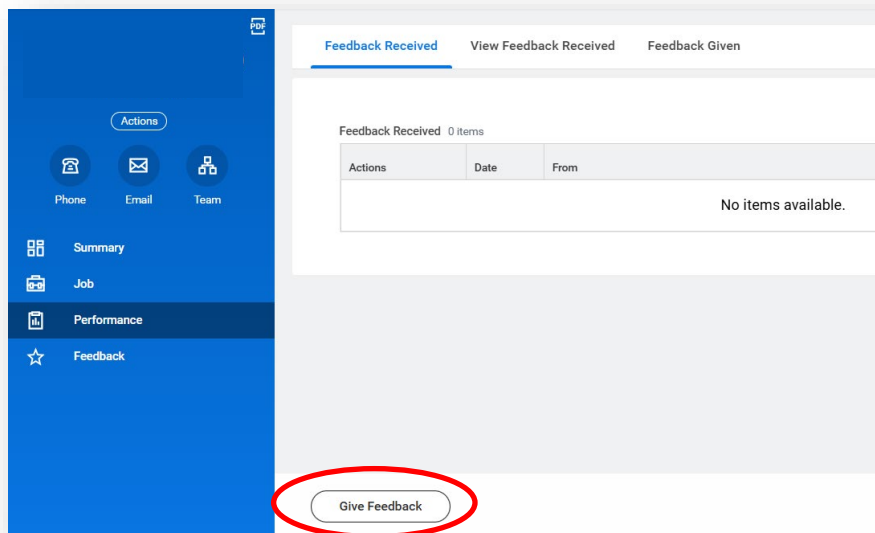 PDF
Actions
Phone Email Team
Summary
Job
Performance
Feedback
Feedback Received View Feedback Received Feedback Given
Feedback Received 0 items
Actions Date From
No items available.
Give Feedback